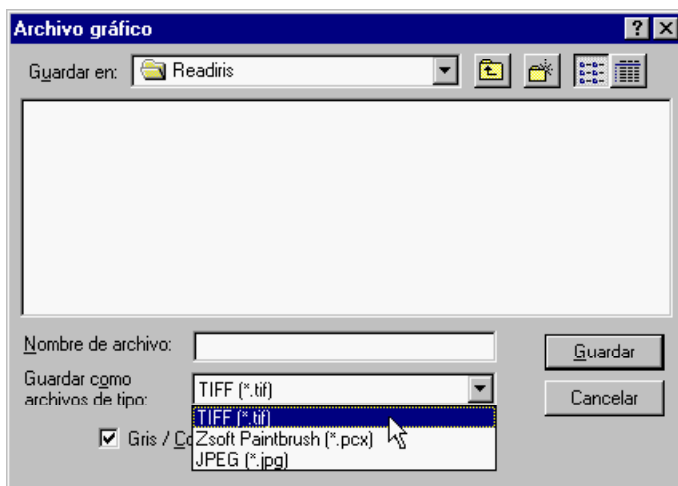 Archivo gráfico
Guardar en: Readiris
Nombre de archivo:
Guardar
Guardar como
archivos de tipo:
TIFF (*.tif)
Cancelar
TIFF (*.tif)
Gris / Zsoft Paintbrush (*.pcx)
JPEG (*.jpg)